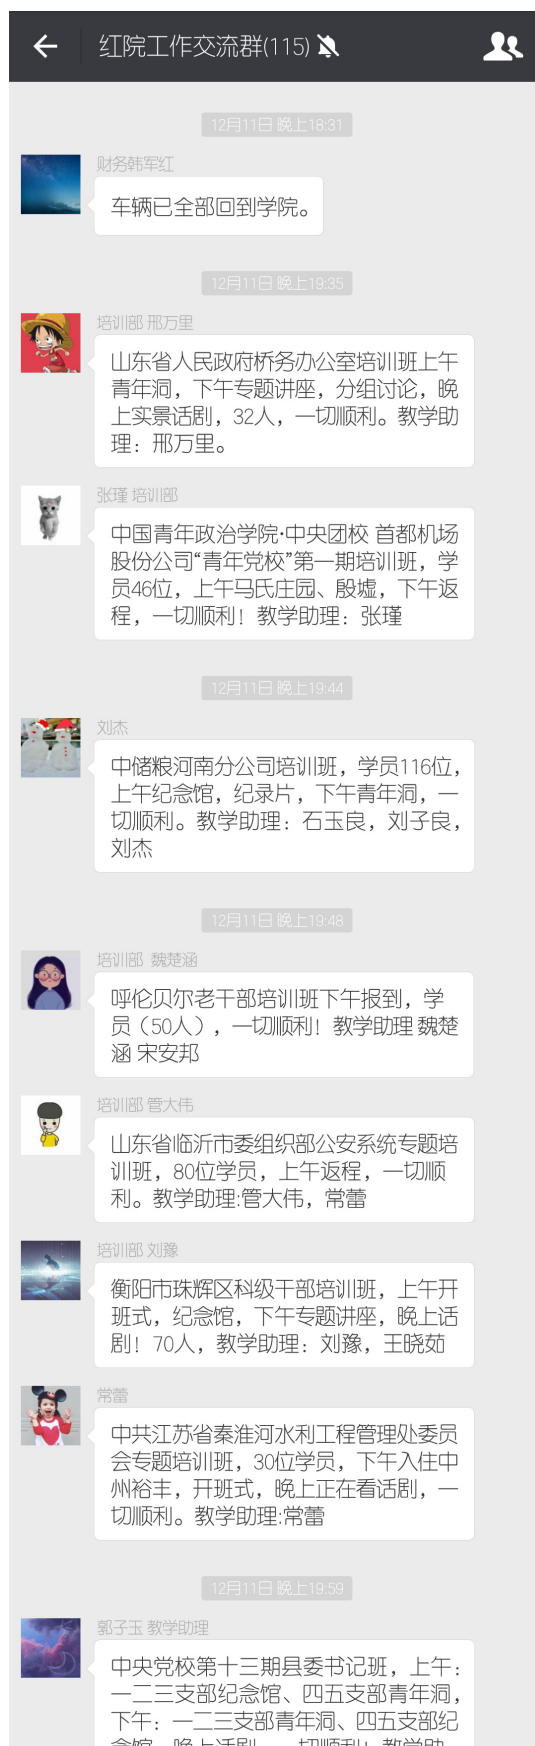 红院工作交流群(115)
12月11日 晚上18:31
财务韩军红
车辆已全部回到学院。
12月11日 晚上19:35
培训部 邢万里
山东省人民政府桥务办公室培训班上午
青年洞，下午专题讲座，分组讨论，晚
上实景话剧，32人，一切顺利。教学助
理：邢万里。
张瑾 培训部
中国青年政治学院·中央团校 首都机场
股份公司“青年党校”第一期培训班，学
员46位，上午马氏庄园、殷墟，下午返
程，一切顺利！教学助理：张瑾
12月11日 晚上19:44
刘杰
中储粮河南分公司培训班，学员116位，
上午纪念馆，纪录片，下午青年洞，一
切顺利。教学助理：石玉良，刘子良，
刘杰
12月11日 晚上19:48
培训部 魏楚涵
呼伦贝尔老干部培训班下午报到，学
员（50人），一切顺利！教学助理 魏楚
涵 宋安邦
培训部 管大伟
山东省临沂市委组织部公安系统专题培
训班，80位学员，上午返程，一切顺
利。教学助理:管大伟，常蕾
培训部 刘豫
衡阳市珠辉区科级干部培训班，上午开
班式，纪念馆，下午专题讲座，晚上话
剧！70人，教学助理：刘豫，王晓茹
常蕾
中共江苏省秦淮河水利工程管理处委员
会专题培训班，30位学员，下午入住中
州裕丰，开班式，晚上正在看话剧，一
切顺利。教学助理:常蕾
12月11日 晚上19:59
郭子玉 教学助理
中央党校第十三期县委书记班，上午：
一二三支部纪念馆、四五支部青年洞，
下午：一二三支部青年洞、四五支部纪
念馆，晚上话剧，一切顺利！教学助